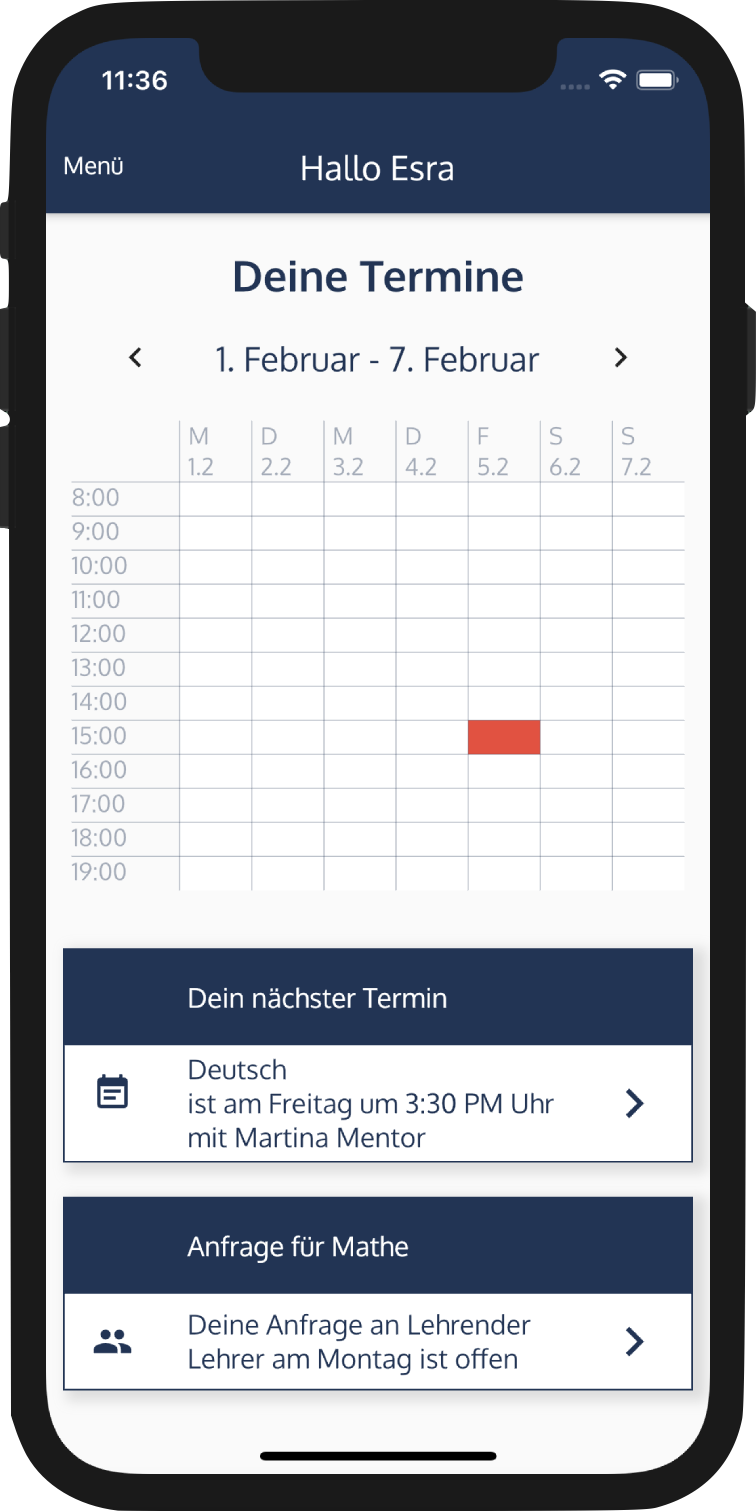 11:36
Menü
Hallo Esra
Deine Termine
1. Februar - 7. Februar
M D M D F S S
1.2 2.2 3.2 4.2 5.2 6.2 7.2
8:00
9:00
10:00
11:00
12:00
13:00
14:00
15:00
16:00
17:00
18:00
19:00
Dein nächster Termin
Deutsch
ist am Freitag um 3:30 PM Uhr
mit Martina Mentor
Anfrage für Mathe
Deine Anfrage an Lehrender
Lehrer am Montag ist offen